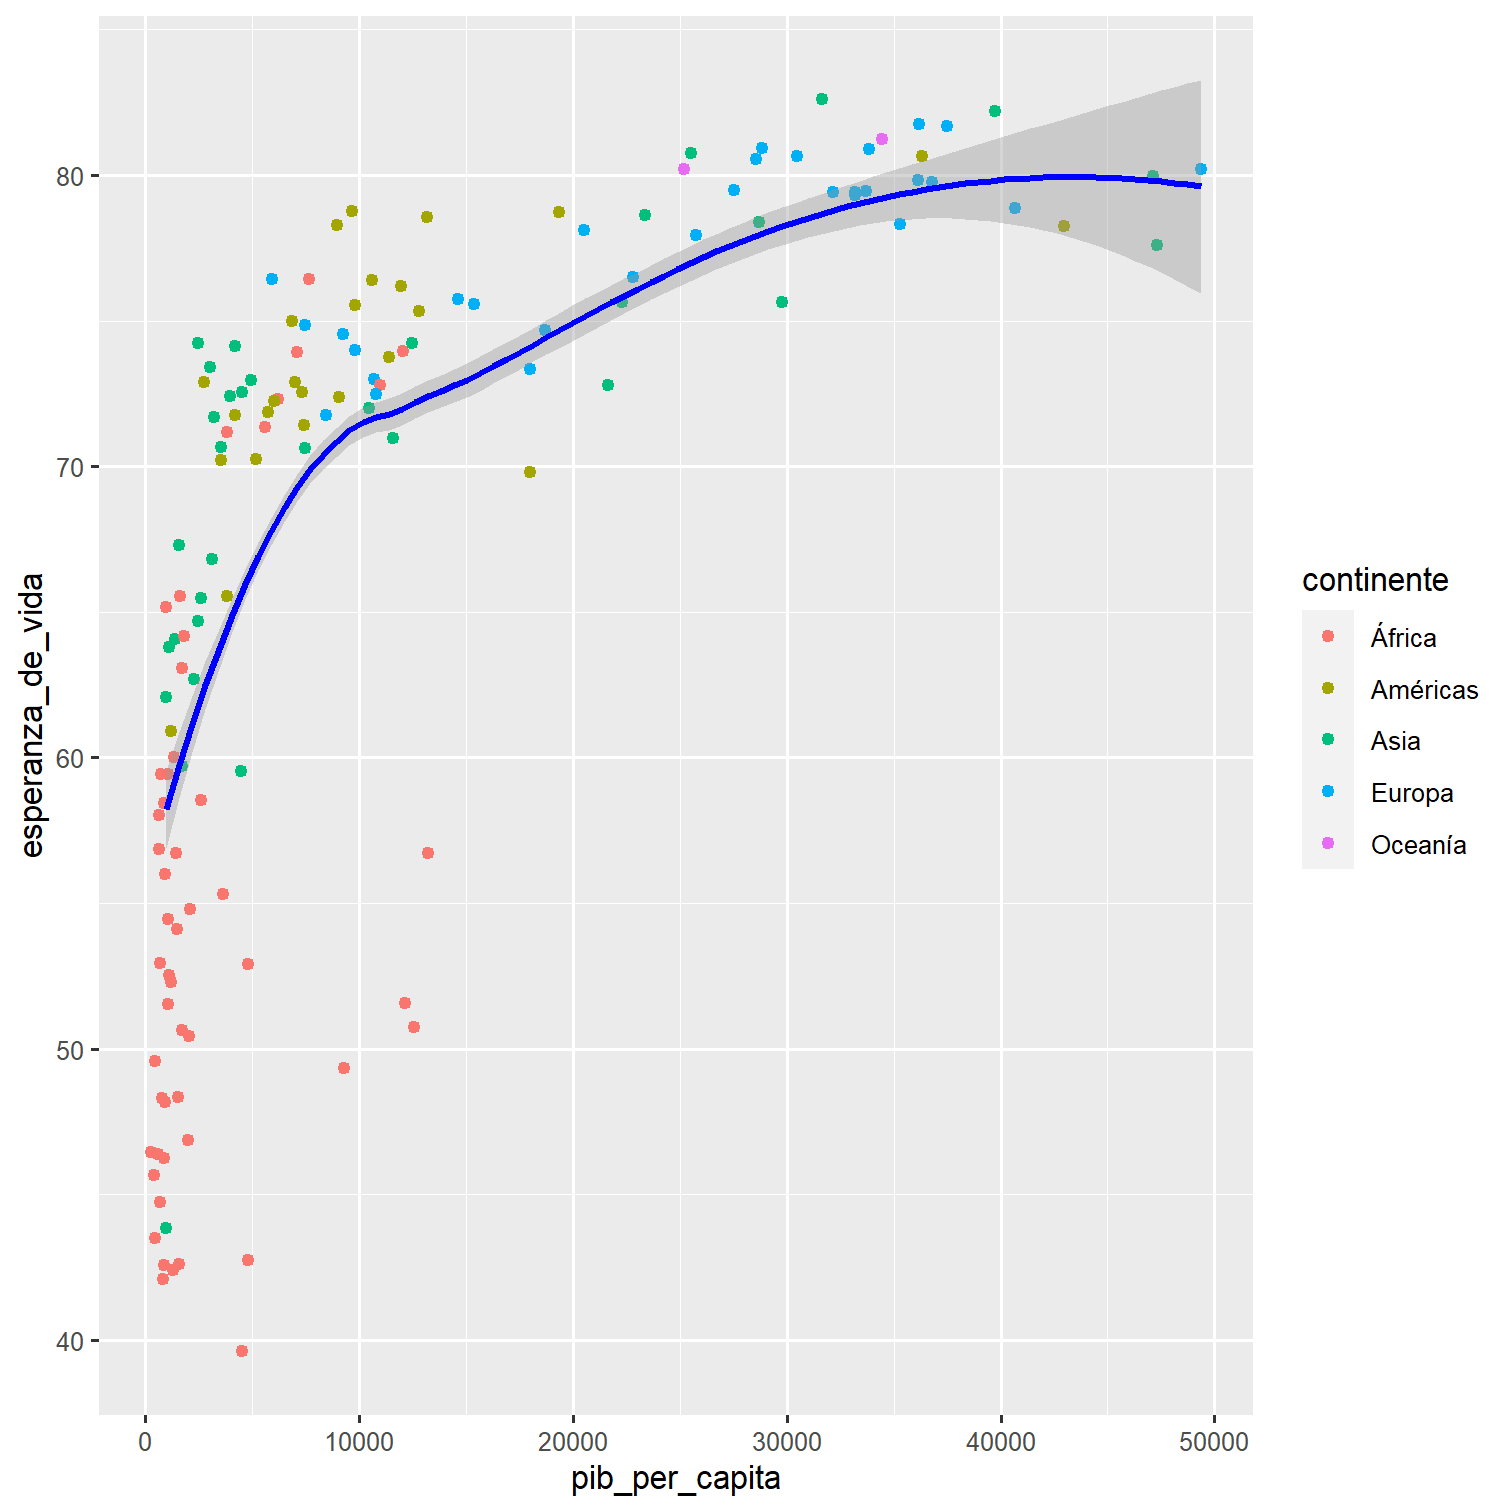 80
70
60
50
40
esperanza_de_vida
0 10000 20000 30000 40000 50000
pib_per_capita
continente
África
Américas
Asia
Europa
Oceanía